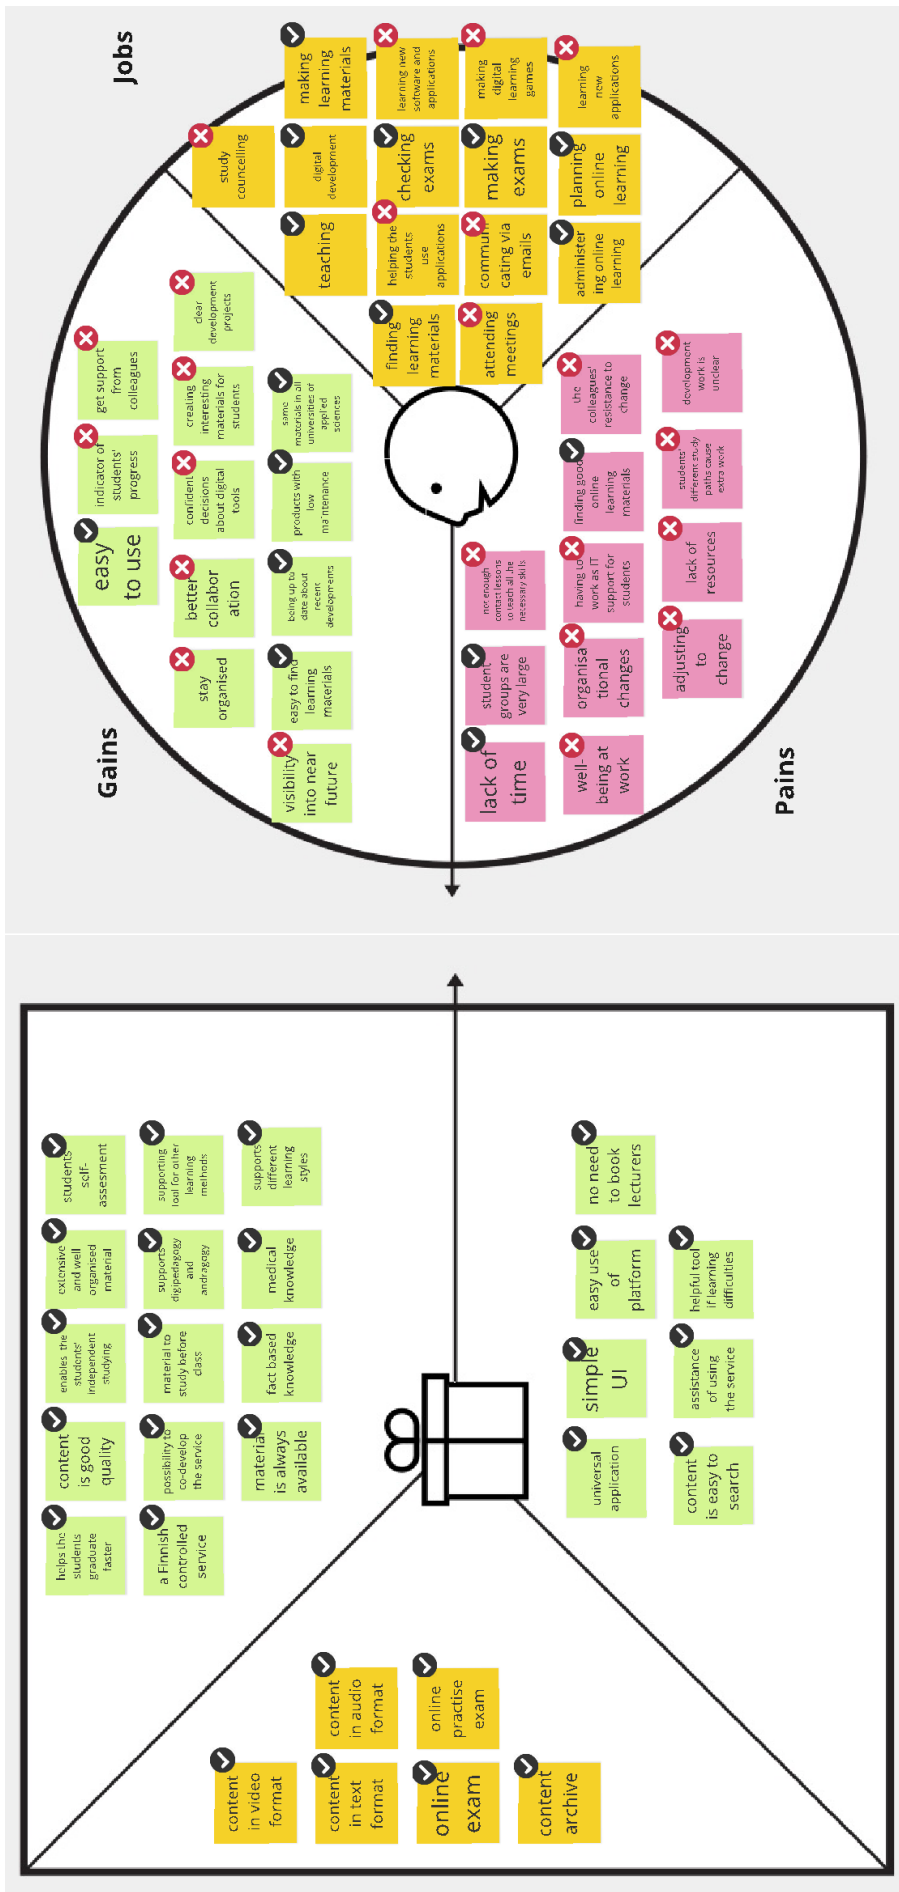 helps the
students
graduate
faster
content
is good
quality
enables the
students'
independent
studying
extensive
and well
organised
material
students
self-
assesment
a Finnish
controlled
service
possibility to
co-develop
the service
material to
study before
class
supports
digipedagogy
and
andragogy
supporting
tool for other
learning
methods
material
is always
available
fact based
knowledge
medical
knowledge
supports
different
learning
styles
content
in video
format
content
in text
format
content
in audio
format
online
exam
online
practise
exam
content
archive
universal
application
simple
UI
easy use
of
platform
no need
to book
lecturers
content
is easy to
search
assistance
of using
the service
helpful tool
if learning
difficulties
Gains
easy
to use
indicator of
students'
progress
get support
from
colleagues
stay
organised
better
collabor
ation
confident
decisions
about digital
tools
creating
interesting
materials for
students
clear
development
projects
visibility
into near
future
easy to find
learning
materials
being up to
date about
recent
developments
products with
low
maintenance
same
materials in all
universities of
applied
sciences
Jobs
study
councelling
making
learning
materials
digital
development
teaching
learning new
software and
applications
checking
exams
helping the
students
use
applications
finding
learning
materials
making
digital
learning
games
making
exams
communi
cating via
emails
attending
meetings
learning
new
applications
planning
online
learning
administer
ing online
learning
Pains
lack of
time
student
groups are
very large
not enough
contact lessons
to teach all the
necessary skills
well-
being at
work
organisa
tional
changes
having to
work as IT
support for
students
finding good
online
learning
materials
the
colleagues'
resistance to
change
adjusting
to
change
lack of
resources
students'
different study
paths cause
extra work
development
work is
unclear